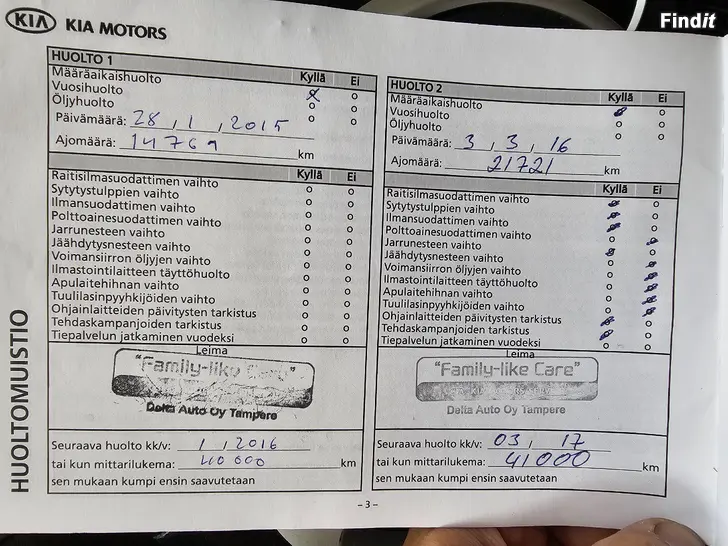 Findit
KIA KIA MOTORS
HUOLTOMUISTIO
HUOLTO 1
Kyllä Ei
Määräaikaishuolto
Vuosihuolto
Öljyhuolto
Päivämäärä: 28, 1, 2015
Ajomäärä: 14769 km
Kyllä Ei
Raitisilmasuodattimen vaihto
Sytytystulppien vaihto
Ilmansuodattimen vaihto
Polttoainesuodattimen vaihto
Jarrunesteen vaihto
Jäähdytysnesteen vaihto
Voimansiirron öljyjen vaihto
Ilmastointilaitteen täyttöhuolto
Apulaitehihnan vaihto
Tuulilasinpyyhkijöiden vaihto
Ohjainlaitteiden päivitysten tarkistus
Tehdaskampanjoiden tarkistus
Tiepalvelun jatkaminen vuodeksi
Leima
"Family-like Care"
Delta Auto Oy Tampere
Seuraava huolto kk/v: 1, 2016
tai kun mittarilukema: 40000 km
sen mukaan kumpi ensin saavutetaan
HUOLTO 2
Kyllä Ei
Määräaikaishuolto
Vuosihuolto
Öljyhuolto
Päivämäärä: 3, 3, 16
Ajomäärä: 21721 km
Kyllä Ei
Raitisilmasuodattimen vaihto
Sytytystulppien vaihto
Ilmansuodattimen vaihto
Polttoainesuodattimen vaihto
Jarrunesteen vaihto
Jäähdytysnesteen vaihto
Voimansiirron öljyjen vaihto
Ilmastointilaitteen täyttöhuolto
Apulaitehihnan vaihto
Tuulilasinpyyhkijöiden vaihto
Ohjainlaitteiden päivitysten tarkistus
Tehdaskampanjoiden tarkistus
Tiepalvelun jatkaminen vuodeksi
Leima
"Family-like Care"
Delta Auto Oy Tampere
Seuraava huolto kk/v: 03, 17
tai kun mittarilukema: 41000 km
sen mukaan kumpi ensin saavutetaan
- 3 -